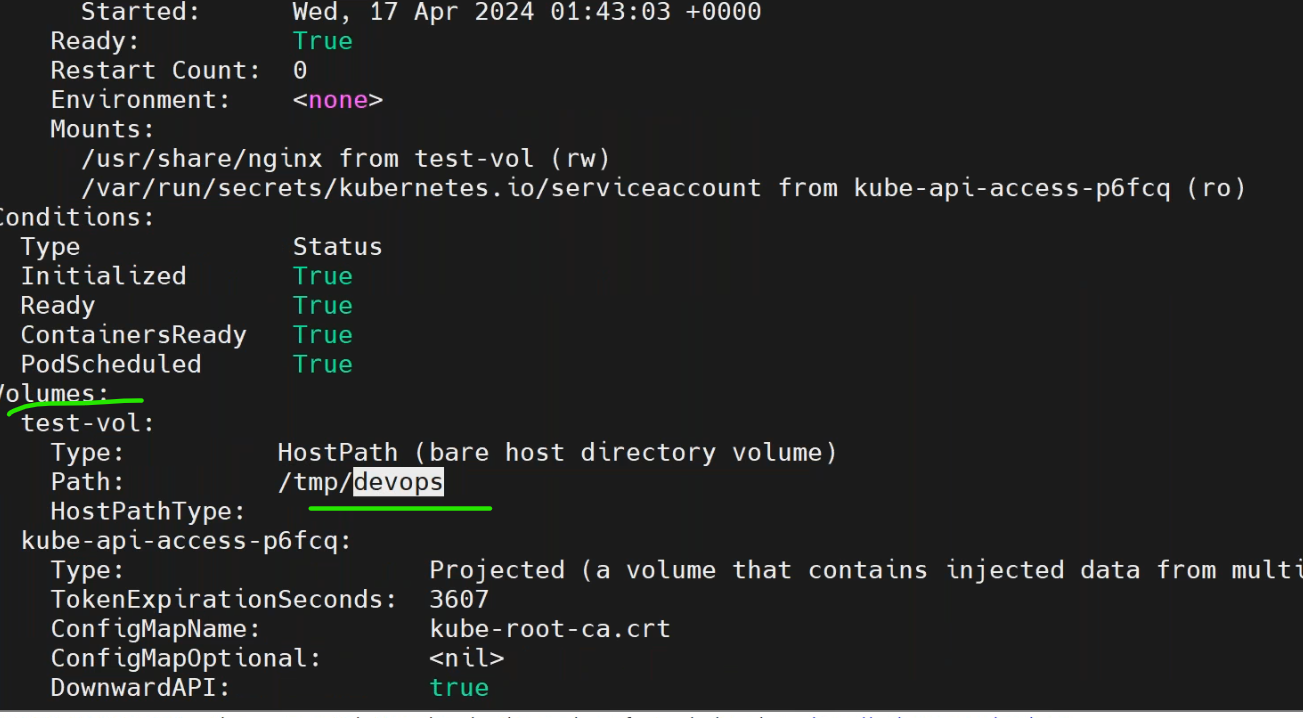 Started: Wed, 17 Apr 2024 01:43:03 +0000
Ready: True
Restart Count: 0
Environment: <none>
Mounts:
/usr/share/nginx from test-vol (rw)
/var/run/secrets/kubernetes.io/serviceaccount from kube-api-access-p6fcq (ro)
Conditions:
Type Status
Initialized True
Ready True
ContainersReady True
PodScheduled True
Volumes:
test-vol:
Type: HostPath (bare host directory volume)
Path: /tmp/devops
HostPathType:
kube-api-access-p6fcq:
Type: Projected (a volume that contains injected data from multi
TokenExpirationSeconds: 3607
ConfigMapName: kube-root-ca.crt
ConfigMapOptional: <nil>
DownwardAPI: true